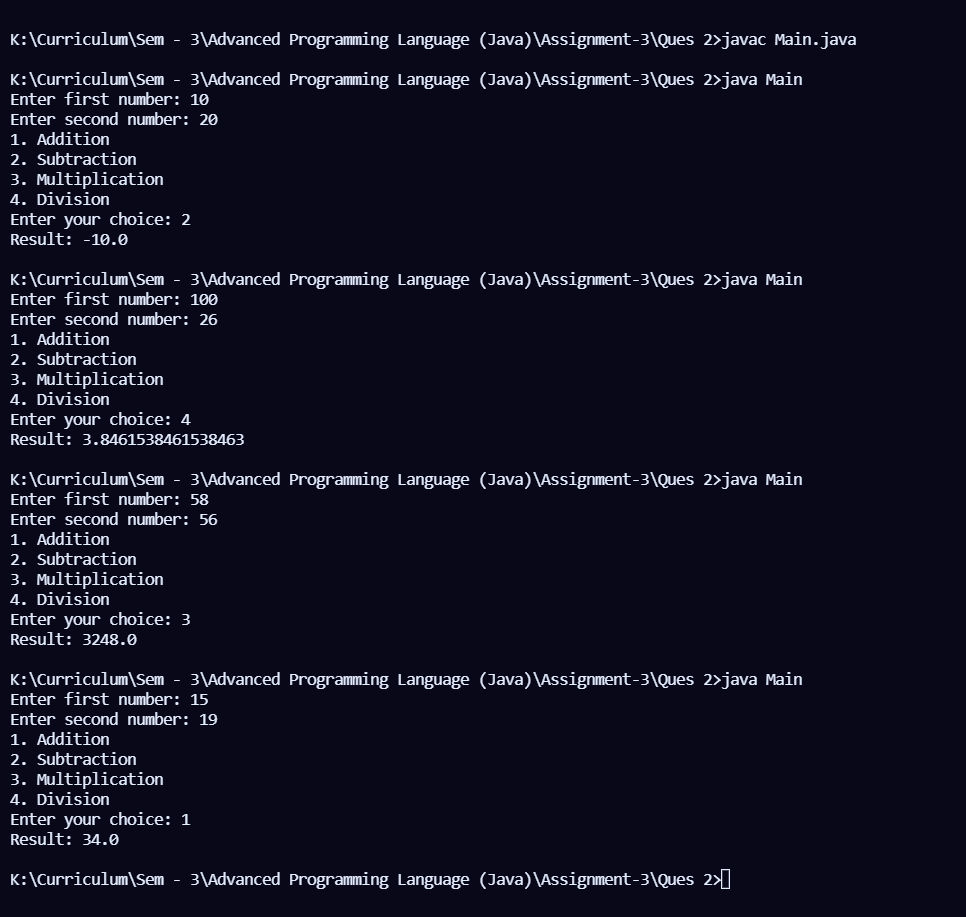 K:\Curriculum\Sem - 3\Advanced Programming Language (Java)\Assignment-3\Ques 2>javac Main.java
K:\Curriculum\Sem - 3\Advanced Programming Language (Java)\Assignment-3\Ques 2>java Main
Enter first number: 10
Enter second number: 20
1. Addition
2. Subtraction
3. Multiplication
4. Division
Enter your choice: 2
Result: -10.0
K:\Curriculum\Sem - 3\Advanced Programming Language (Java)\Assignment-3\Ques 2>java Main
Enter first number: 100
Enter second number: 26
1. Addition
2. Subtraction
3. Multiplication
4. Division
Enter your choice: 4
Result: 3.8461538461538463
K:\Curriculum\Sem - 3\Advanced Programming Language (Java)\Assignment-3\Ques 2>java Main
Enter first number: 58
Enter second number: 56
1. Addition
2. Subtraction
3. Multiplication
4. Division
Enter your choice: 3
Result: 3248.0
K:\Curriculum\Sem - 3\Advanced Programming Language (Java)\Assignment-3\Ques 2>java Main
Enter first number: 15
Enter second number: 19
1. Addition
2. Subtraction
3. Multiplication
4. Division
Enter your choice: 1
Result: 34.0
K:\Curriculum\Sem - 3\Advanced Programming Language (Java)\Assignment-3\Ques 2>